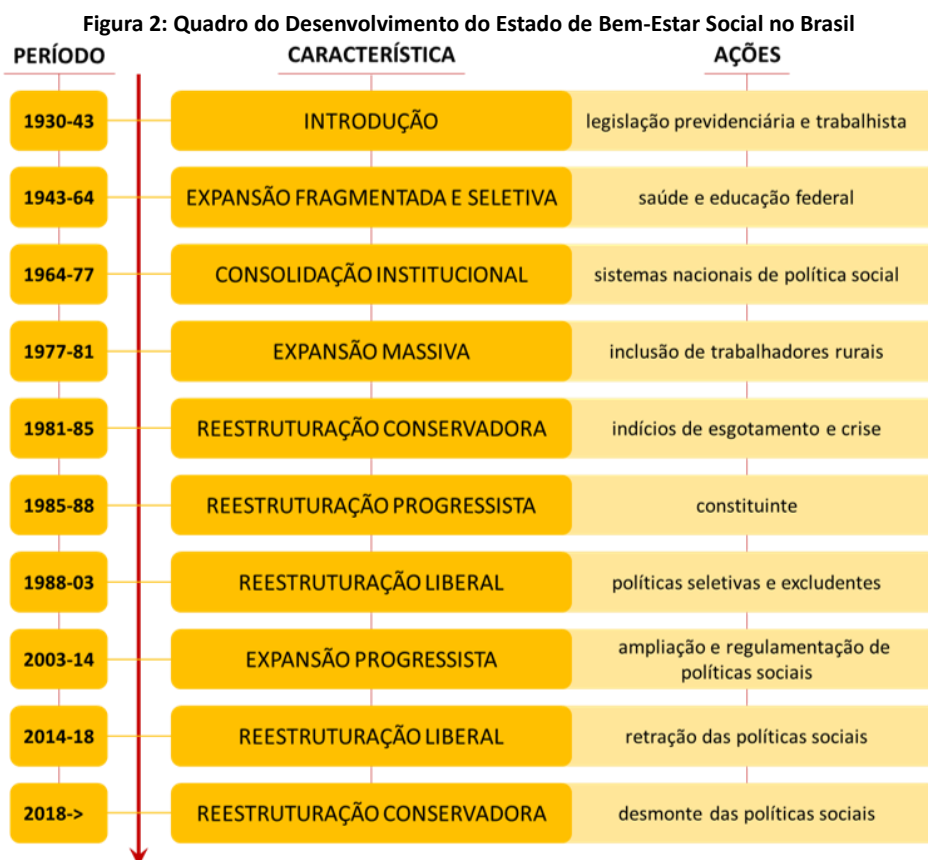 Figura 2: Quadro do Desenvolvimento do Estado de Bem-Estar Social no Brasil
PERÍODO CARACTERÍSTICA AÇÕES
1930-43 INTRODUÇÃO legislação previdenciária e trabalhista
1943-64 EXPANSÃO FRAGMENTADA E SELETIVA saúde e educação federal
1964-77 CONSOLIDAÇÃO INSTITUCIONAL sistemas nacionais de política social
1977-81 EXPANSÃO MASSIVA inclusão de trabalhadores rurais
1981-85 REESTRUTURAÇÃO CONSERVADORA indícios de esgotamento e crise
1985-88 REESTRUTURAÇÃO PROGRESSISTA constituinte
1988-03 REESTRUTURAÇÃO LIBERAL políticas seletivas e excludentes
2003-14 EXPANSÃO PROGRESSISTA ampliação e regulamentação de
políticas sociais
2014-18 REESTRUTURAÇÃO LIBERAL retração das políticas sociais
2018-> REESTRUTURAÇÃO CONSERVADORA desmonte das políticas sociais